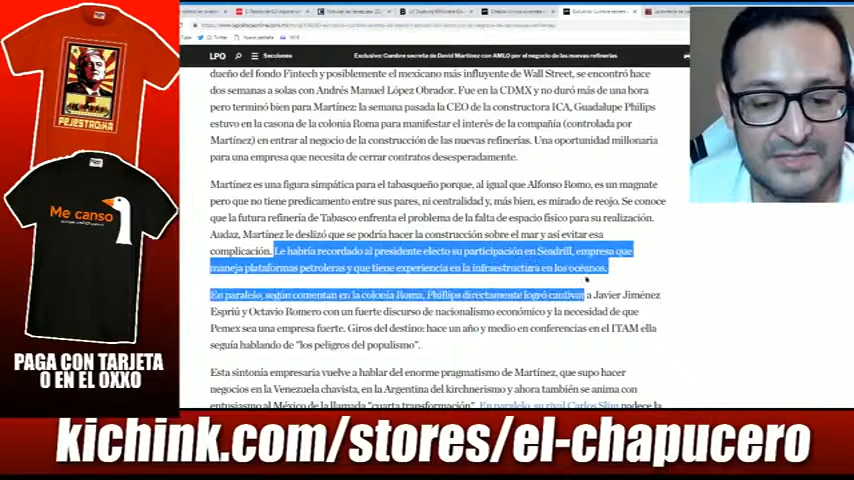 LPO
Secciones
Exclusivo: Cumbre secreta de David Martínez con AMLO por el negocio de las nuevas refinerías
dueño del fondo Fintech y posiblemente el mexicano más influyente de Wall Street, se encontró hace
dos semanas a solas con Andrés Manuel López Obrador. Fue en la CDMX y no duró más de una hora
pero terminó bien para Martínez: la semana pasada la CEO de la constructora ICA, Guadalupe Philips
estuvo en la casona de la colonia Roma para manifestar el interés de la compañía (controlada por
Martínez) en entrar al negocio de la construcción de las nuevas refinerías. Una oportunidad millonaria
para una empresa que necesita de cerrar contratos desesperadamente.
Martínez es una figura simpática para el tabasqueño porque, al igual que Alfonso Romo, es un magnate
pero que no tiene predicamento entre sus pares, ni centralidad y, más bien, es mirado de reojo. Se conoce
que la futura refinería de Tabasco enfrenta el problema de la falta de espacio físico para su realización.
Audaz, Martínez le deslizó que se podría hacer la construcción sobre el mar y así evitar esa
complicación. Le habría recordado al presidente electo su participación en Seadrill, empresa que
maneja plataformas petroleras y que tiene experiencia en la infraestructura en los océanos.
En paralelo, según comentan en la colonia Roma, Phillips directamente logró cautivar a Javier Jiménez
Espriú y Octavio Romero con un fuerte discurso de nacionalismo económico y la necesidad de que
Pemex sea una empresa fuerte. Giros del destino: hace un año y medio en conferencias en el ITAM ella
seguía hablando de "los peligros del populismo".
Esta sintonía empresaria vuelve a hablar del enorme pragmatismo de Martínez, que supo hacer
negocios en la Venezuela chavista, en la Argentina del kirchnerismo y ahora también se anima con
entusiasmo al México de la llamada "cuarta transformación". En paralelo, su rival Carlos Slim padece la
PEJESTROIKA
Me canso
PAGA CON TARJETA
O EN EL OXXO
kichink.com/stores/el-chapucero